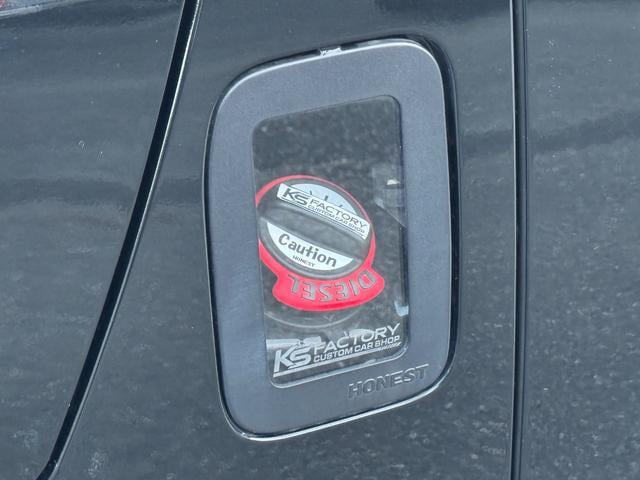 KS FACTORY
CUSTOM CAR SHOP
Caution
HONEST
DIESEL
KS FACTORY
CUSTOM CAR SHOP
HONEST